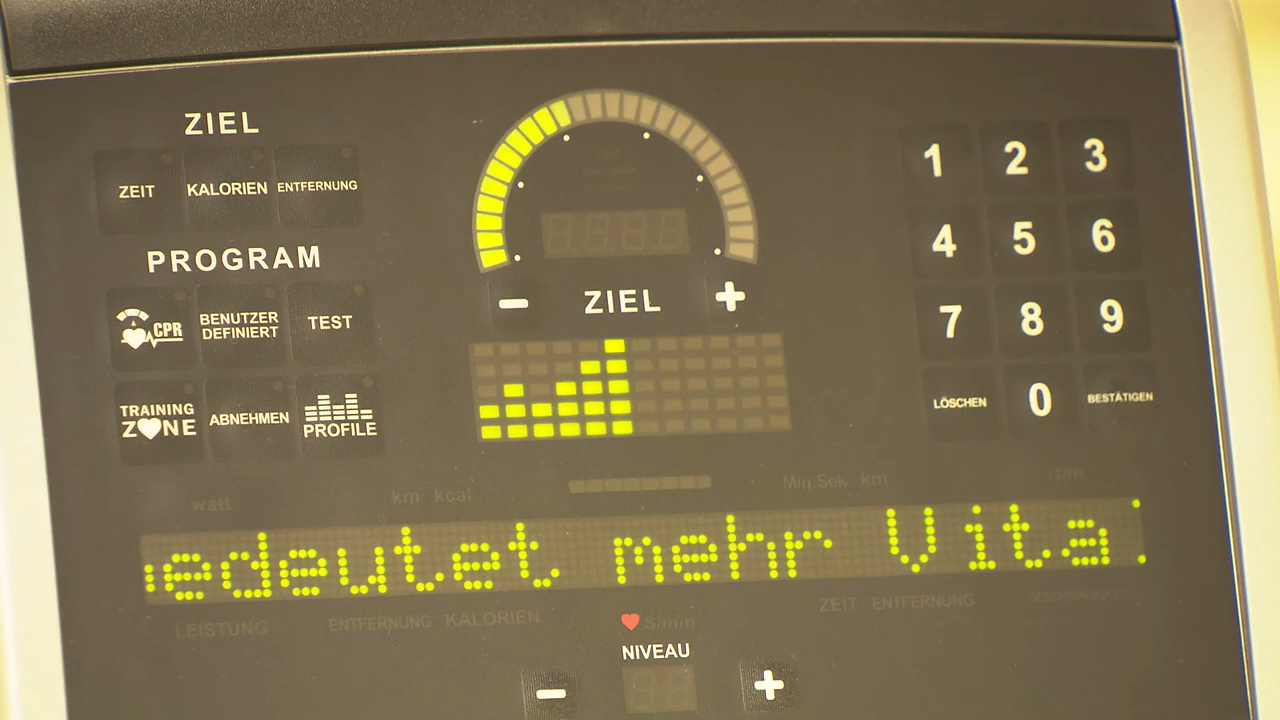 ZIEL
ZEIT
KALORIEN
ENTFERNUNG
PROGRAM
CPR
BENUTZER
DEFINIERT
TEST
TRAINING
ZONE
ABNEHMEN
PROFILE
- ZIEL +
1 2 3
4 5 6
7 8 9
LÖSCHEN 0 BESTÄTIGEN
watt km kcal Min:Sek km rpm
edeutet mehr Vita
LEISTUNG ENTFERNUNG KALORIEN S/min ZEIT ENTFERNUNG
NIVEAU
- +